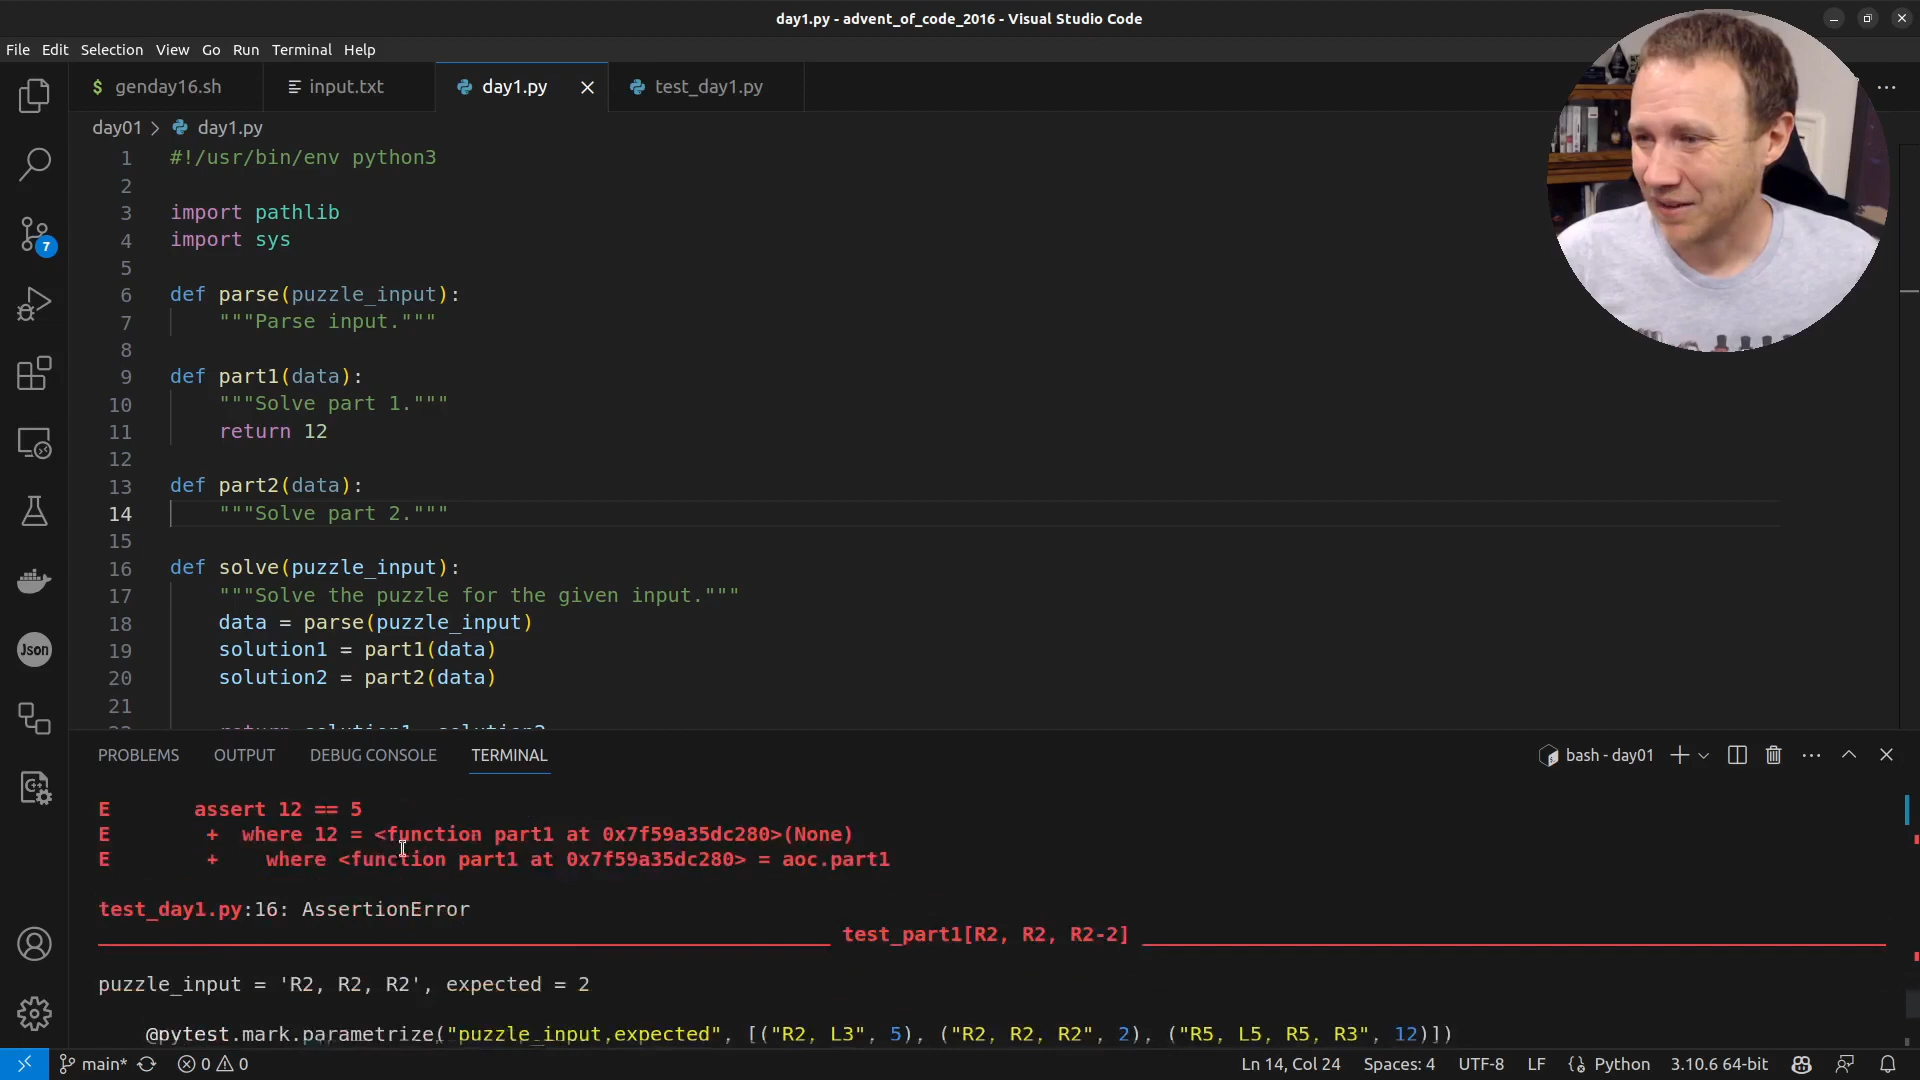 day1.py - advent_of_code_2016 - Visual Studio Code
File Edit Selection View Go Run Terminal Help
$ genday16.sh input.txt day1.py test_day1.py
day01 > day1.py
1 #!/usr/bin/env python3
2
3 import pathlib
4 import sys
5
6 def parse(puzzle_input):
7 """Parse input."""
8
9 def part1(data):
10 """Solve part 1."""
11 return 12
12
13 def part2(data):
14 """Solve part 2."""
15
16 def solve(puzzle_input):
17 """Solve the puzzle for the given input."""
18 data = parse(puzzle_input)
19 solution1 = part1(data)
20 solution2 = part2(data)
21
22 return solution1, solution2
7
Json
PROBLEMS OUTPUT DEBUG CONSOLE TERMINAL bash - day01
E assert 12 == 5
E + where 12 = <function part1 at 0x7f59a35dc280>(None)
E + where <function part1 at 0x7f59a35dc280> = aoc.part1
test_day1.py:16: AssertionError
test_part1[R2, R2, R2-2]
puzzle_input = 'R2, R2, R2', expected = 2
@pytest.mark.parametrize("puzzle_input,expected", [("R2, L3", 5), ("R2, R2, R2", 2), ("R5, L5, R5, R3", 12)])
main* 0 0 Ln 14, Col 24 Spaces: 4 UTF-8 LF Python 3.10.6 64-bit